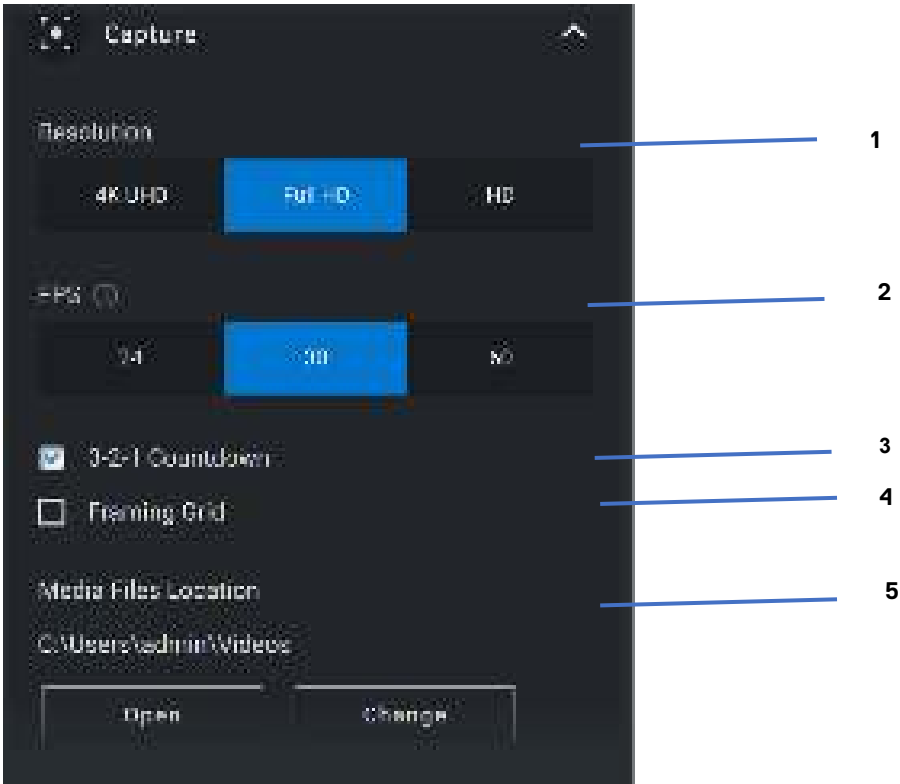 Capture
Resolution
1
4K UHD Full HD HD
FPS
2
24 30 60
3-2-1 Countdown
3
4
Framing Grid
Media Files Location
5
C:\Users\admin\Videos
Open Change